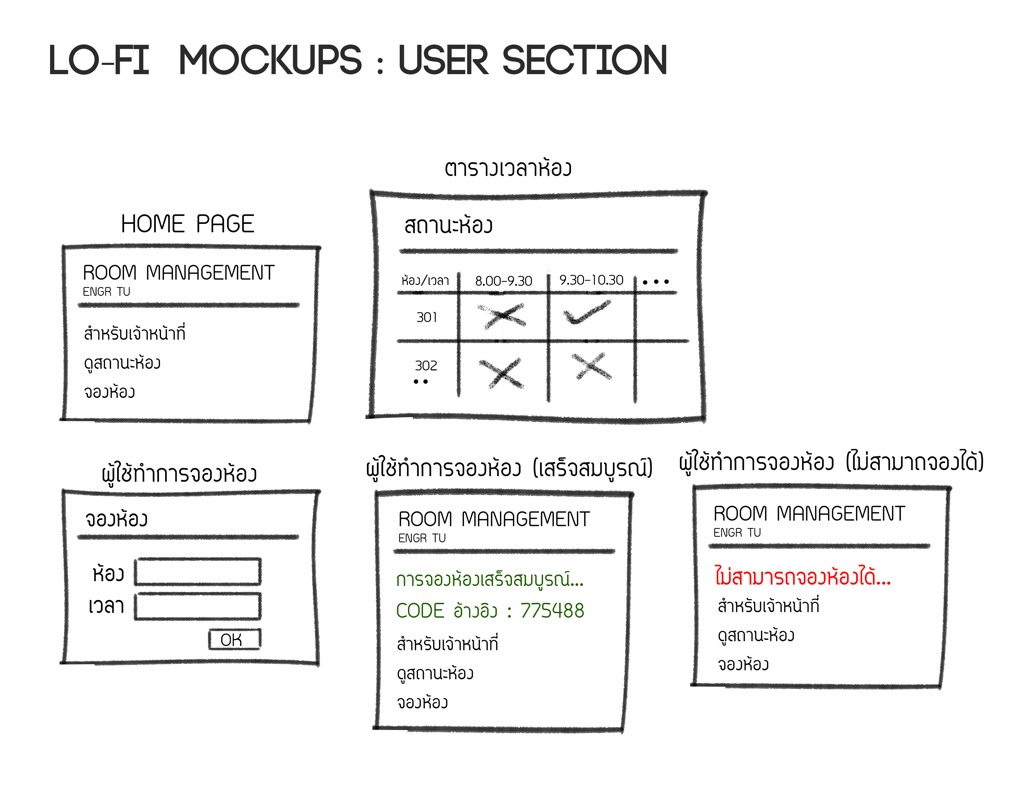 LO-FI MOCKUPS : USER SECTION
HOME PAGE
ROOM MANAGEMENT
ENGR TU
สำหรับเจ้าหน้าที่
ดูสถานะห้อง
จองห้อง
ตารางเวลาห้อง
สถานะห้อง
ห้อง/เวลา 8.00-9.30 9.30-10.30 •••
301
302
••
ผู้ใช้ทำการจองห้อง
จองห้อง
ห้อง
เวลา
OK
ผู้ใช้ทำการจองห้อง (เสร็จสมบูรณ์)
ROOM MANAGEMENT
ENGR TU
การจองห้องเสร็จสมบูรณ์...
CODE อ้างอิง : 775488
สำหรับเจ้าหน้าที่
ดูสถานะห้อง
จองห้อง
ผู้ใช้ทำการจองห้อง (ไม่สามาถจองได้)
ROOM MANAGEMENT
ENGR TU
ไม่สามารถจองห้องได้...
สำหรับเจ้าหน้าที่
ดูสถานะห้อง
จองห้อง